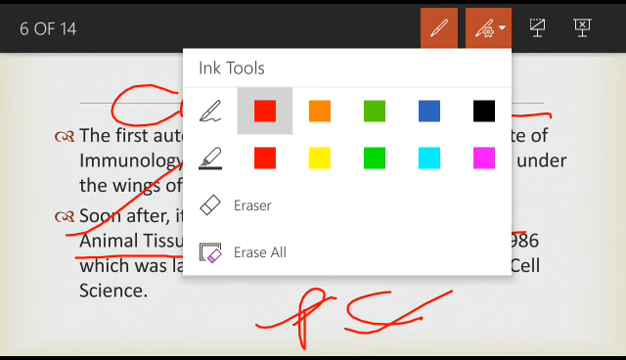 6 OF 14
Ink Tools
The first aut te of
Immunology under
the wings of
Eraser
Soon after, it
Animal Tissu 986
Erase All
which was la Cell
Science.